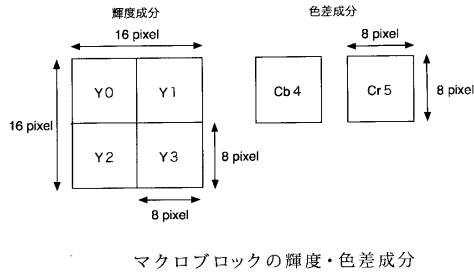 輝度成分
色差成分
16 pixel
8 pixel
Y0
Y1
Cb4
Cr5
8 pixel
16 pixel
Y2
Y3
8 pixel
8 pixel
マクロブロックの輝度・色差成分